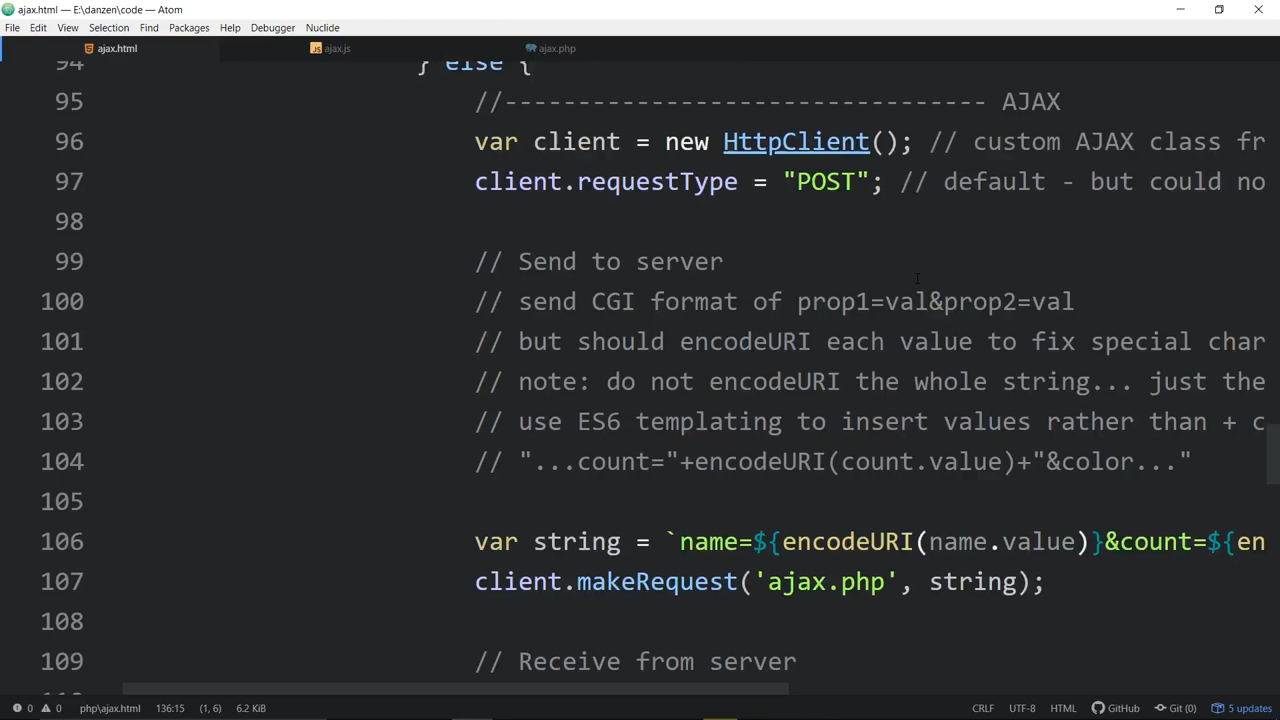 ajax.html — E:\danzen\code — Atom
File Edit View Selection Find Packages Help Debugger Nuclide
ajax.html ajax.js ajax.php
94 } else {
95 //--------------------------------- AJAX
96 var client = new HttpClient(); // custom AJAX class fr
97 client.requestType = "POST"; // default - but could no
98
99 // Send to server
100 // send CGI format of prop1=val&prop2=val
101 // but should encodeURI each value to fix special char
102 // note: do not encodeURI the whole string... just the
103 // use ES6 templating to insert values rather than + c
104 // "...count="+encodeURI(count.value)+"&color..."
105
106 var string = `name=${encodeURI(name.value)}&count=${en
107 client.makeRequest('ajax.php', string);
108
109 // Receive from server
0 0 php\ajax.html 136:15 (1, 6) 6.2 KiB CRLF UTF-8 HTML GitHub Git (0) 5 updates